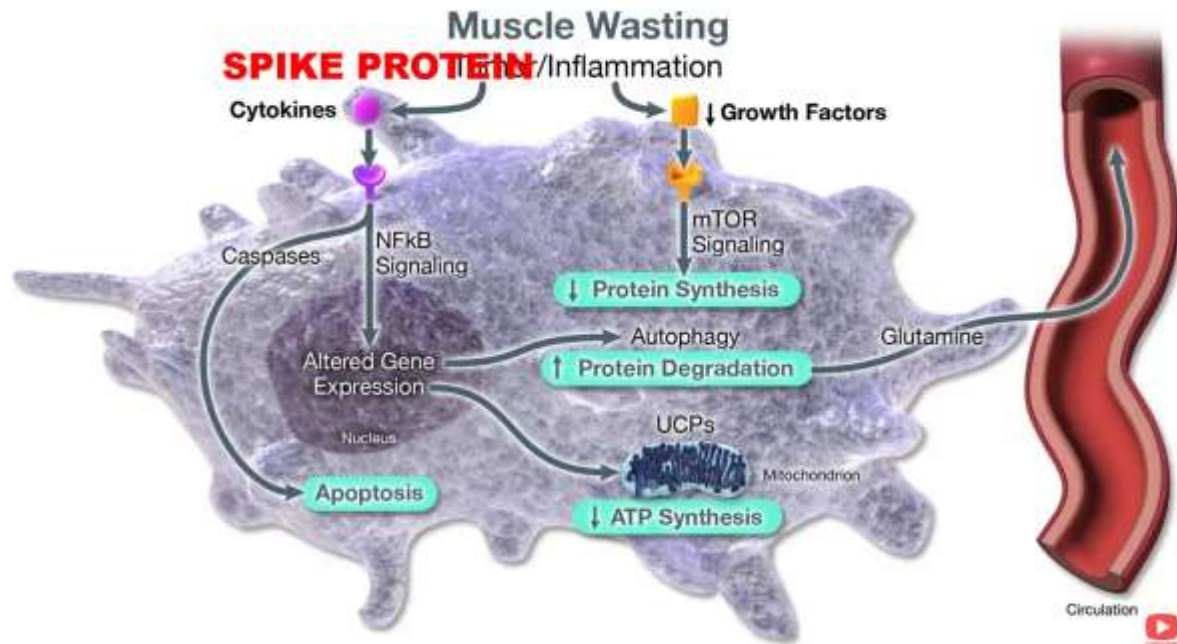 Muscle Wasting
SPIKE PROTEIN
/Inflammation
Cytokines
↓ Growth Factors
Caspases
NFkB
Signaling
mTOR
Signaling
↓ Protein Synthesis
Altered Gene
Expression
Nucleus
Autophagy
↑ Protein Degradation
Glutamine
UCPs
Mitochondrion
Apoptosis
↓ ATP Synthesis
Circulation